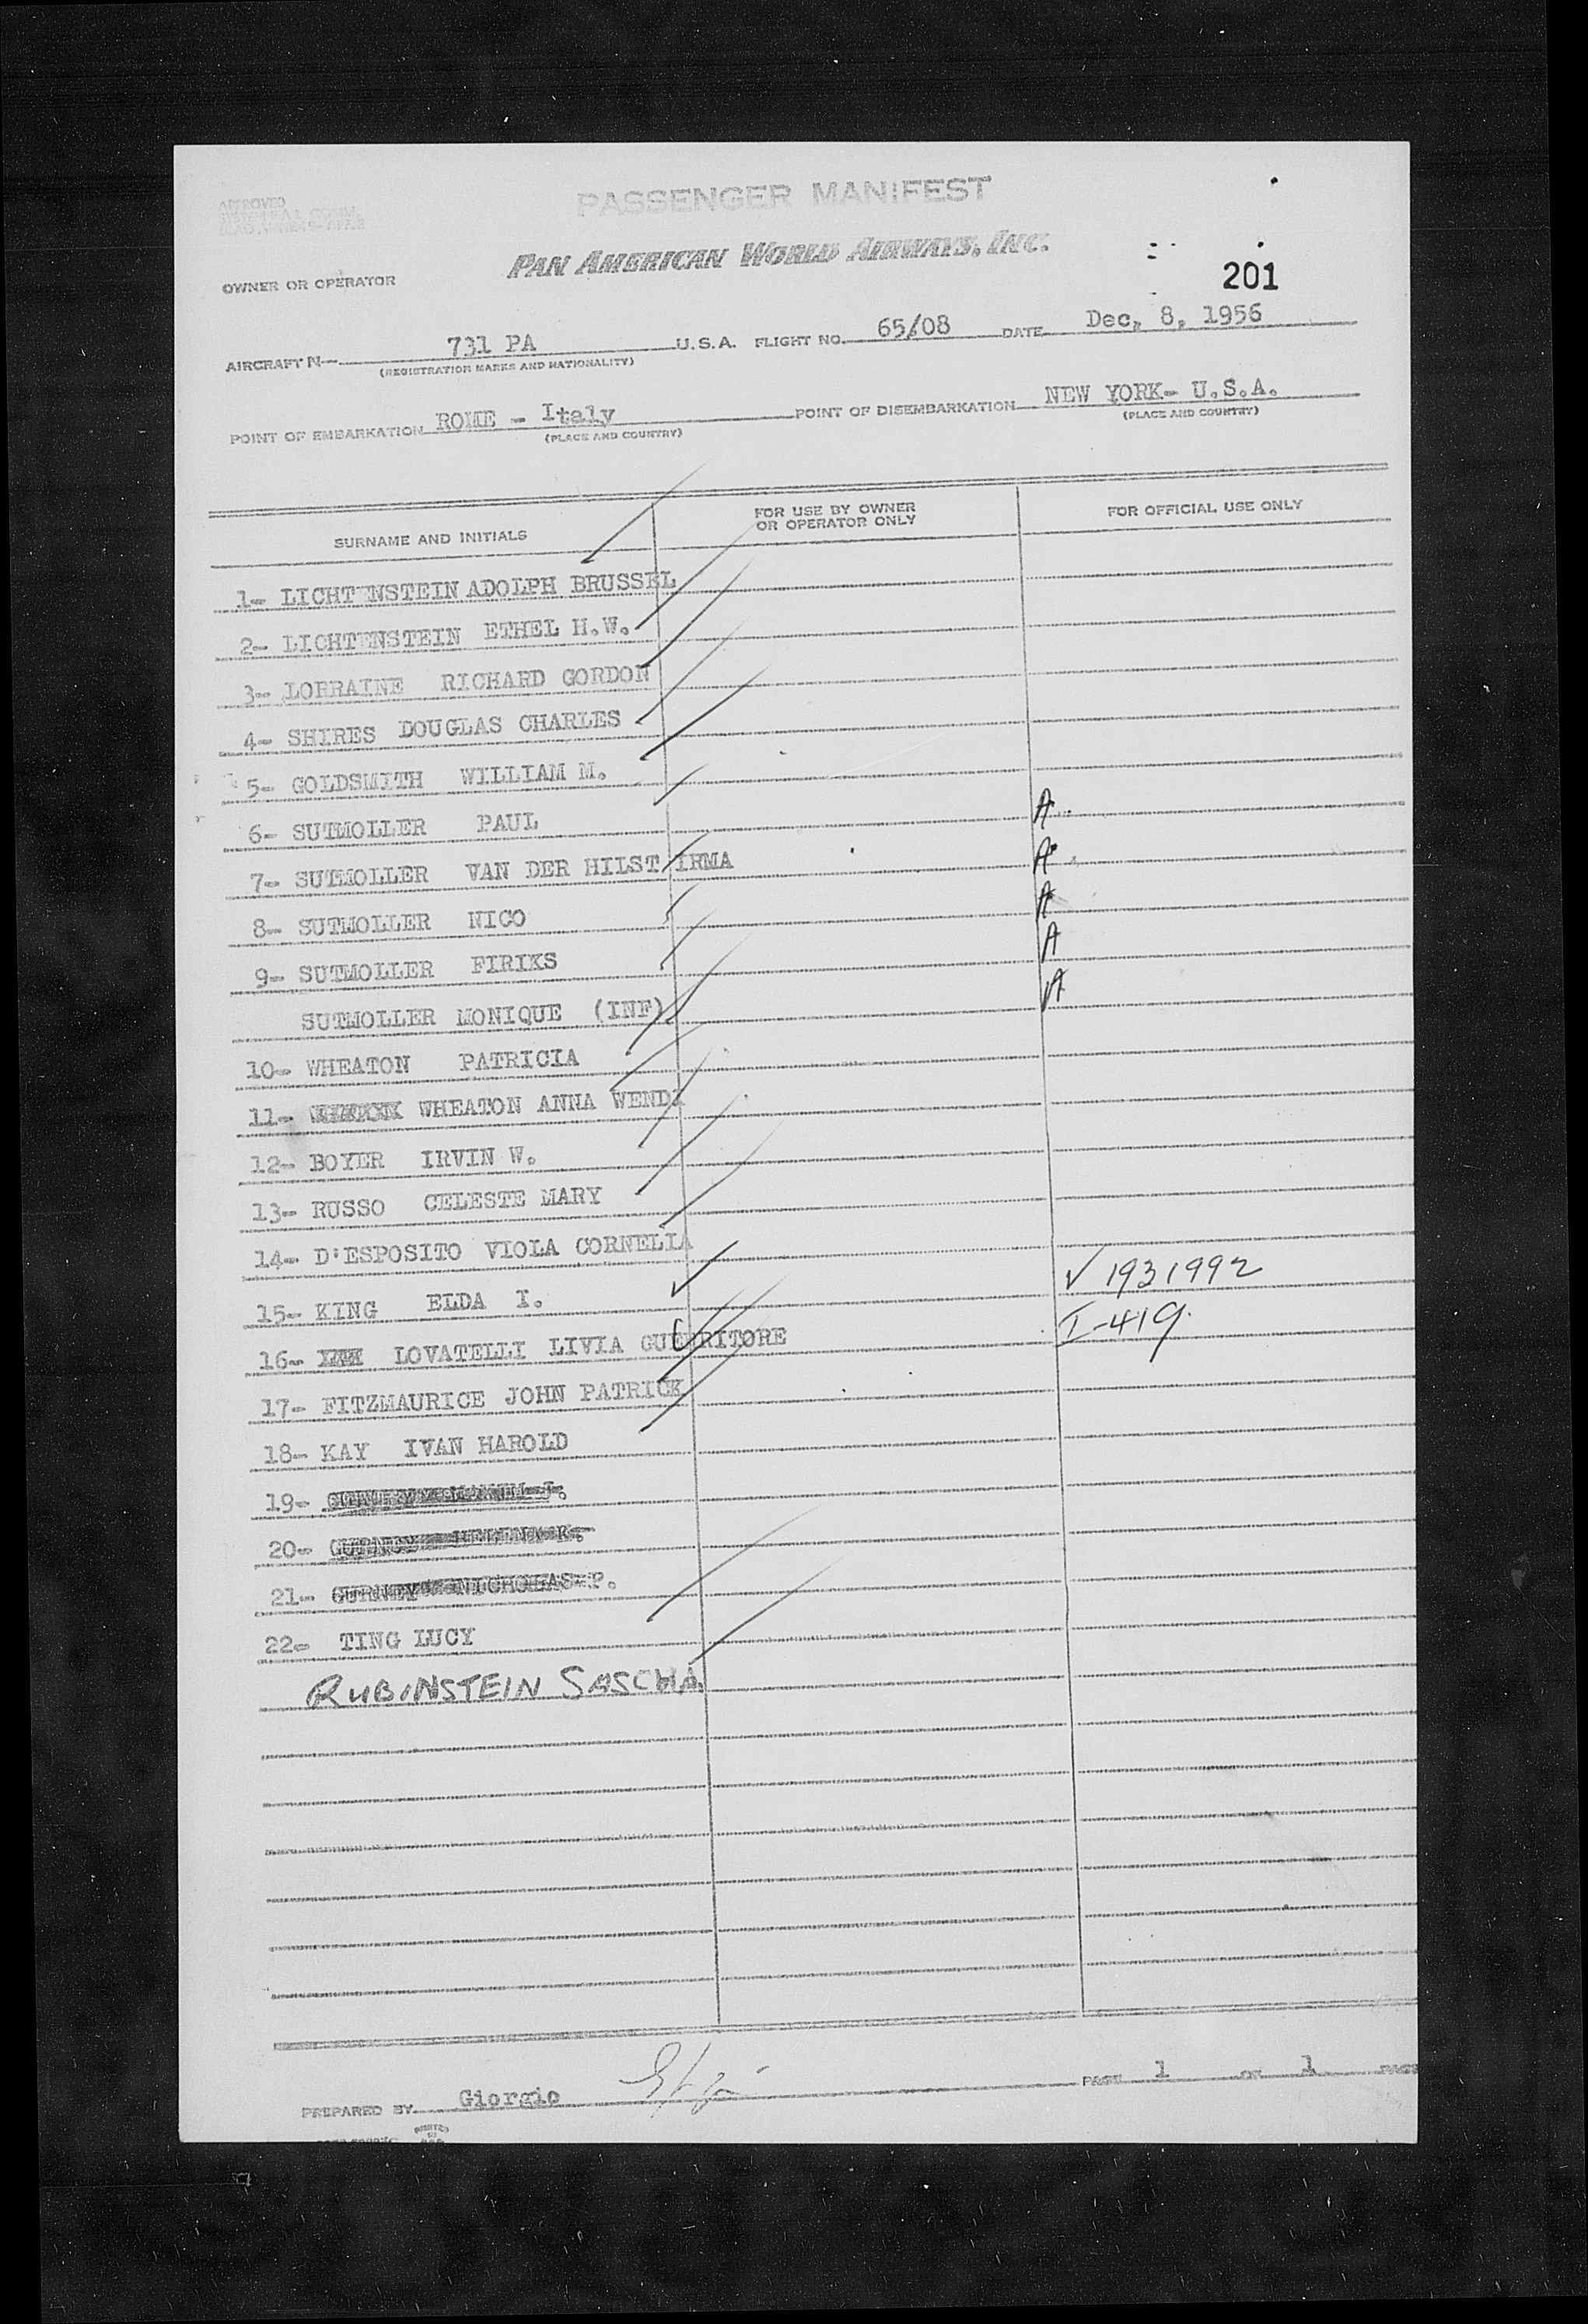 PASSENGER MANIFEST
APPROVED
PAN AMERICAN WORLD AIRWAYS, INC.
OWNER OR OPERATOR
201
AIRCRAFT N- 731 PA U.S.A. FLIGHT NO. 65/08 DATE Dec. 8, 1956
(REGISTRATION MARKS AND NATIONALITY)
POINT OF EMBARKATION ROME - Italy POINT OF DISEMBARKATION NEW YORK- U.S.A.
(PLACE AND COUNTRY) (PLACE AND COUNTRY)
SURNAME AND INITIALS FOR USE BY OWNER OR OPERATOR ONLY FOR OFFICIAL USE ONLY
1- LICHTENSTEIN ADOLPH BRUSSEL
2- LICHTENSTEIN ETHEL H.W.
3- LORRAINE RICHARD GORDON
4- SHIRES DOUGLAS CHARLES
5- GOLDSMITH WILLIAM M.
6- SUTMOLLER PAUL A
7- SUTMOLLER VAN DER HILST IRMA A
8- SUTMOLLER NICO A
9- SUTMOLLER FIRIKS A
SUTMOLLER MONIQUE (INF) A
10- WHEATON PATRICIA
11- WHEATON ANNA WENDY
12- BOYER IRVIN W.
13- RUSSO CELESTE MARY
14- D'ESPOSITO VIOLA CORNELIA
15- KING ELDA I. ✓ 1931992
16- LOVATELLI LIVIA GUERRITORE I-419.
17- FITZMAURICE JOHN PATRICK
18- KAY IVAN HAROLD
19- J.
20- GURNEY HELENA K.
21- GURNEY NICHOLAS P.
22- TING LUCY
RUBINSTEIN SASCHA
PREPARED BY Giorgio PAGE 1 OF 1 PAGE